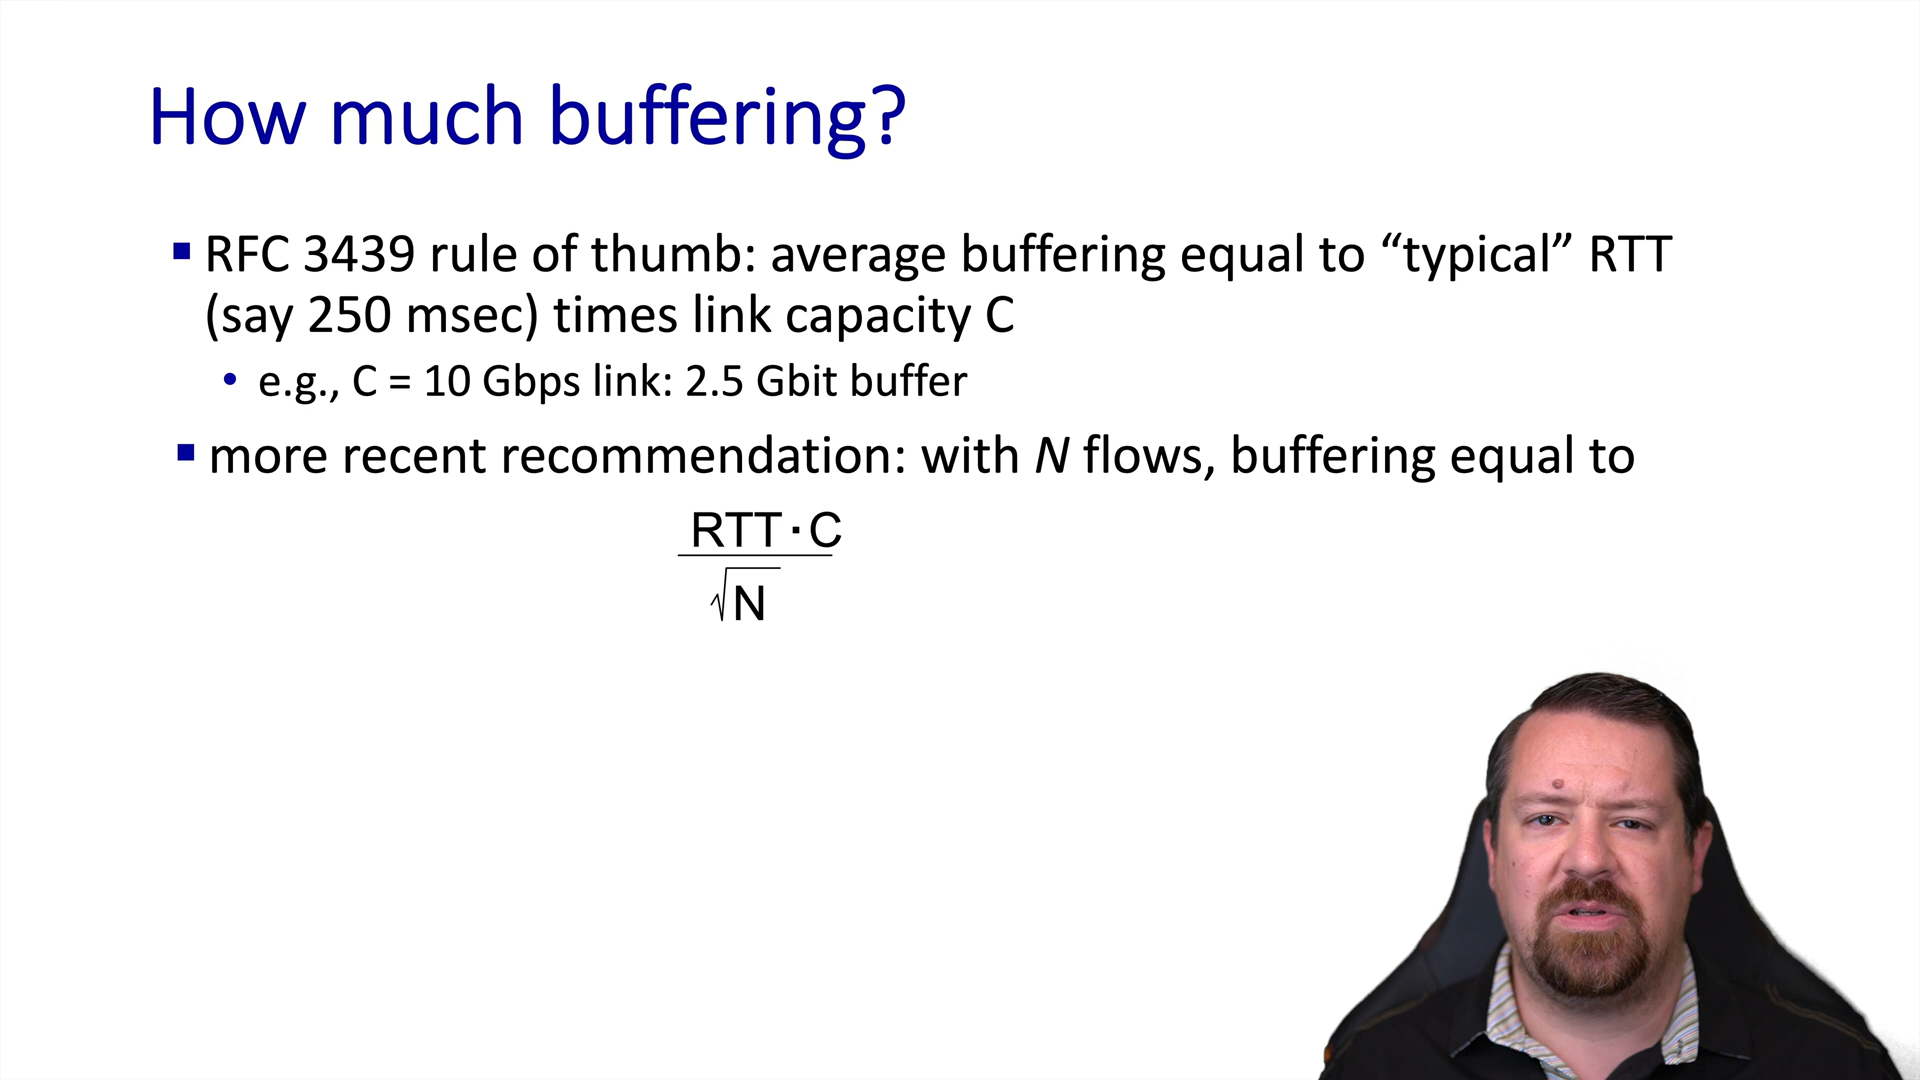 How much buffering?
▪ RFC 3439 rule of thumb: average buffering equal to “typical” RTT
(say 250 msec) times link capacity C
• e.g., C = 10 Gbps link: 2.5 Gbit buffer
▪ more recent recommendation: with N flows, buffering equal to
RTT · C
√N